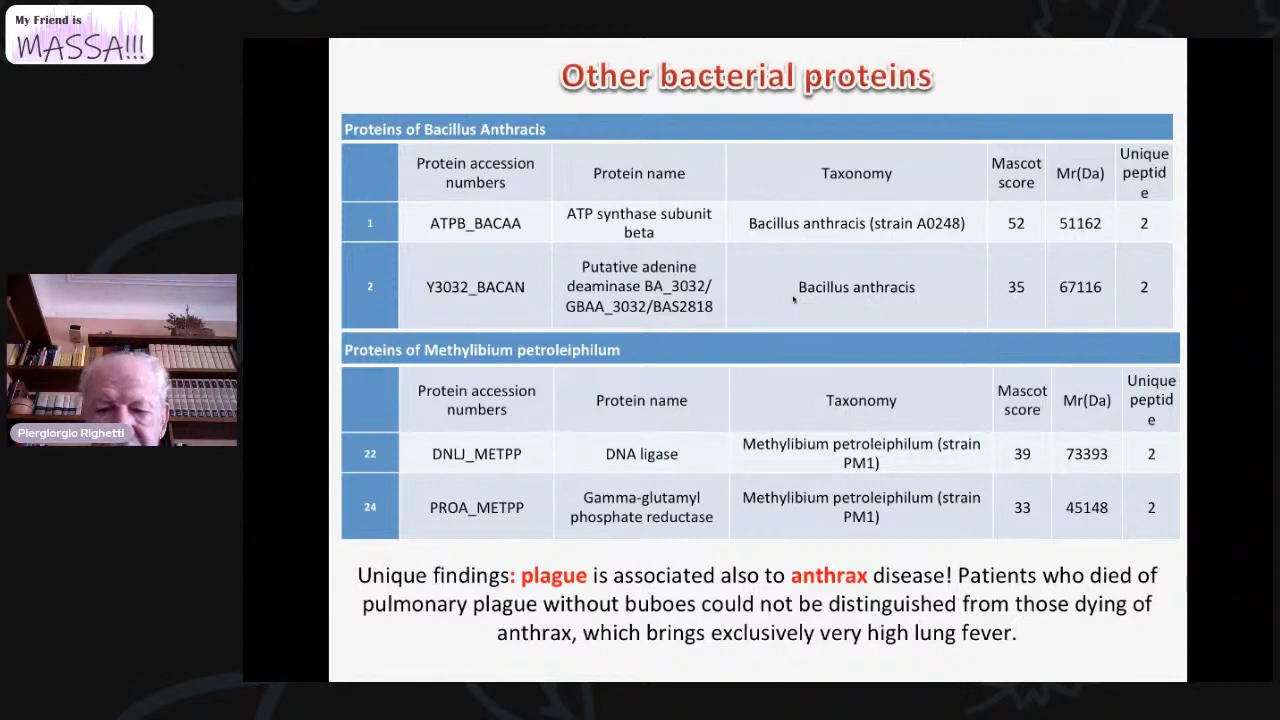 My Friend is
MASSA!!!
Other bacterial proteins
Proteins of Bacillus Anthracis
Protein accession
numbers
Protein name
Taxonomy
Mascot
score
Mr(Da)
Unique
peptid
e
1
ATPB_BACAA
ATP synthase subunit
beta
Bacillus anthracis (strain A0248)
52
51162
2
2
Y3032_BACAN
Putative adenine
deaminase BA_3032/
GBAA_3032/BAS2818
Bacillus anthracis
35
67116
2
Proteins of Methylibium petroleiphilum
Protein accession
numbers
Protein name
Taxonomy
Mascot
score
Mr(Da)
Unique
peptid
e
22
DNLJ_METPP
DNA ligase
Methylibium petroleiphilum (strain
PM1)
39
73393
2
24
PROA_METPP
Gamma-glutamyl
phosphate reductase
Methylibium petroleiphilum (strain
PM1)
33
45148
2
Unique findings: plague is associated also to anthrax disease! Patients who died of
pulmonary plague without buboes could not be distinguished from those dying of
anthrax, which brings exclusively very high lung fever.
Piergiorgio Righetti